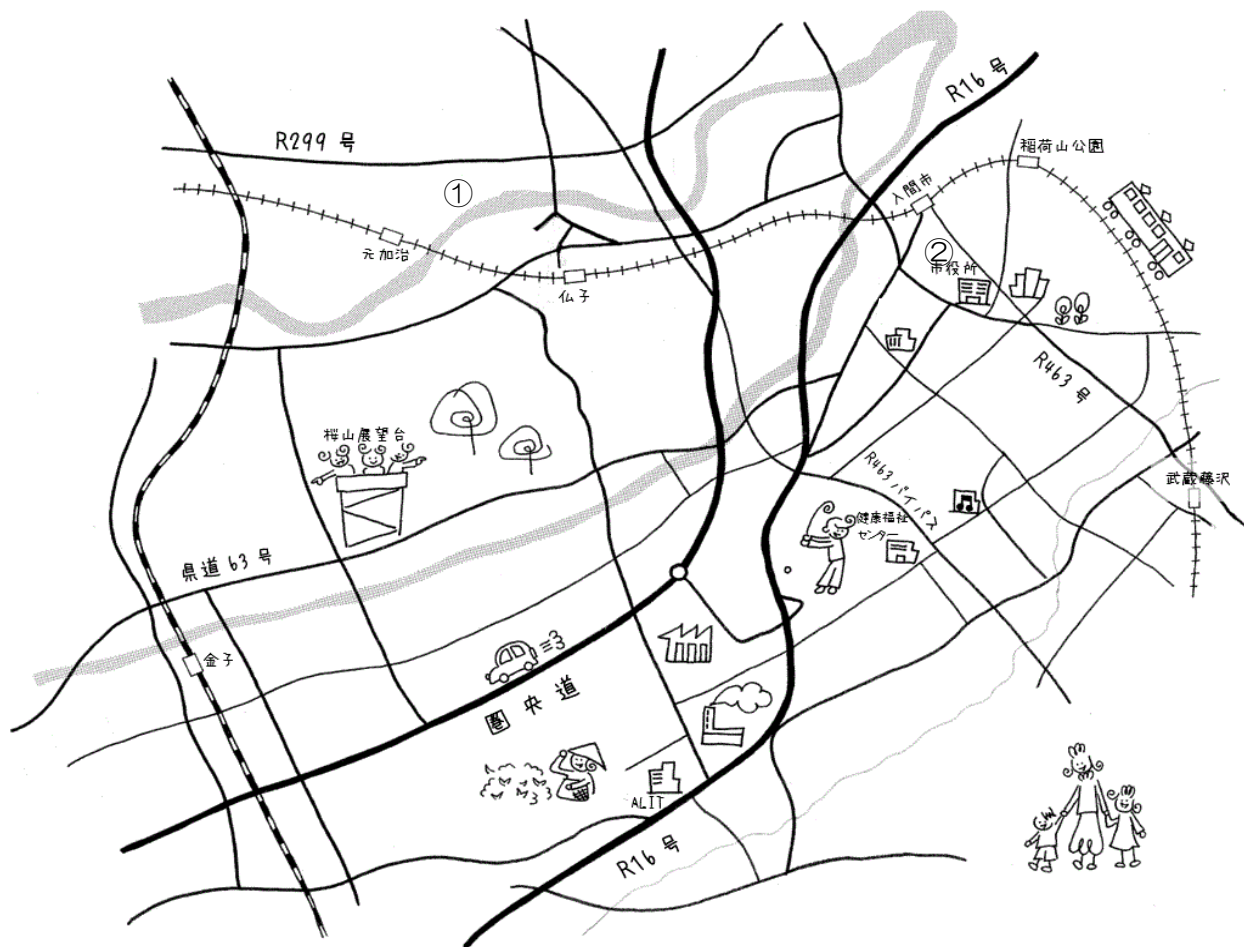 R16号
R299号
稲荷山公園
①
入間市
元加治
②
市役所
仏子
R463号
桜山展望台
R463バイパス
武蔵藤沢
健康福祉
センター
県道63号
金子
圏央道
ALIT
R16号